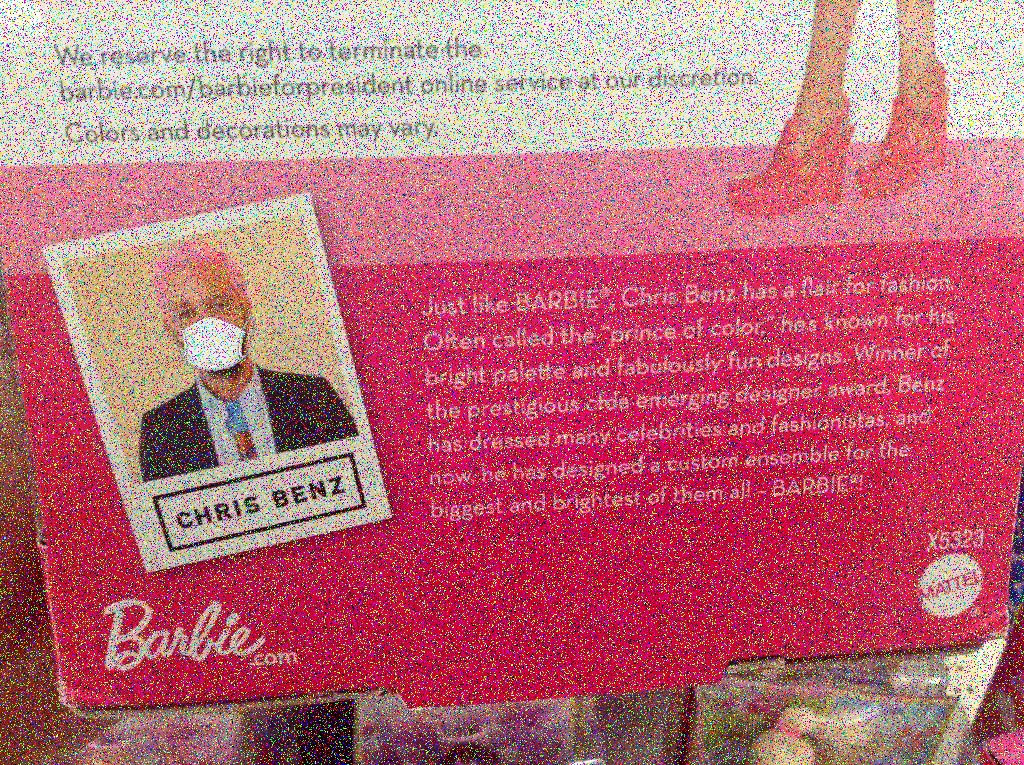 We reserve the right to terminate the
barbie.com/barbieforpresident online service at our discretion.
Colors and decorations may vary.
Just like BARBIE®, Chris Benz has a flair for fashion.
Often called the "prince of color," he's known for his
bright palette and fabulously fun designs. Winner of
the prestigious cfda emerging designer award, Benz
has dressed many celebrities and fashionistas, and
now, he has designed a custom ensemble for the
biggest and brightest of them all – BARBIE®!
CHRIS BENZ
X5323
MATTEL
Barbie.com